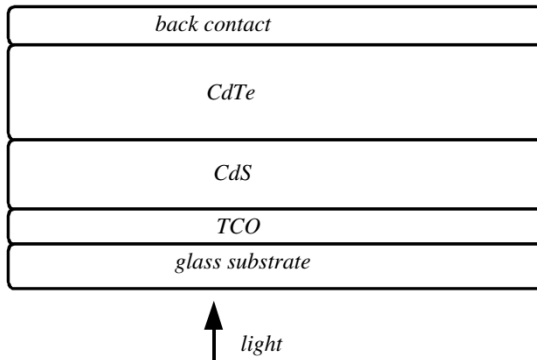 back contact
CdTe
CdS
TCO
glass substrate
light